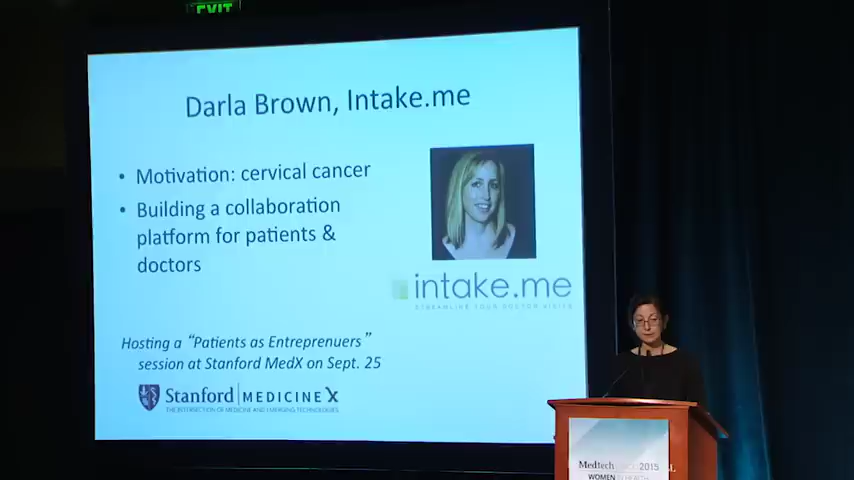 EXIT
Darla Brown, Intake.me
• Motivation: cervical cancer
• Building a collaboration
platform for patients &
doctors
intake.me
STREAMLINE YOUR DOCTOR VISITS
Hosting a "Patients as Entreprenuers"
session at Stanford MedX on Sept. 25
Stanford MEDICINE X
THE INTERSECTION OF MEDICINE AND EMERGING TECHNOLOGIES
Medtech 2015
WOMEN HEALTH